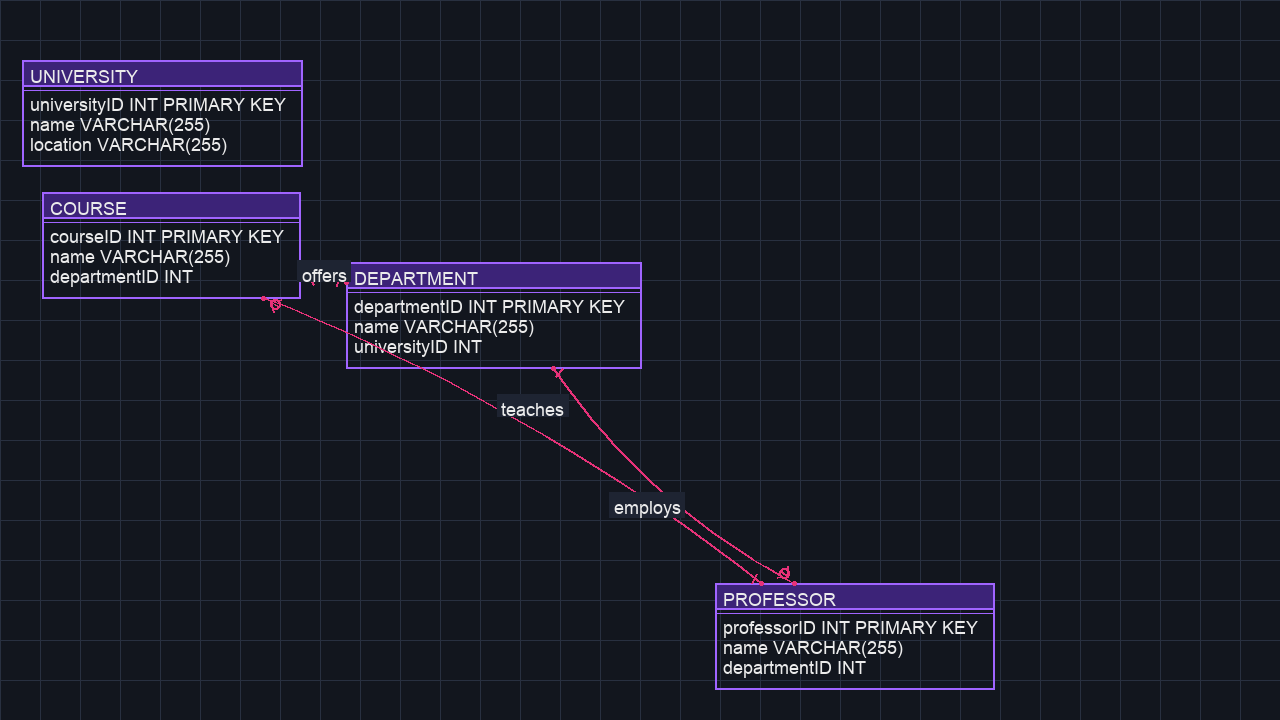 UNIVERSITY
universityID INT PRIMARY KEY
name VARCHAR(255)
location VARCHAR(255)
COURSE
courseID INT PRIMARY KEY
name VARCHAR(255)
departmentID INT
offers
DEPARTMENT
departmentID INT PRIMARY KEY
name VARCHAR(255)
universityID INT
teaches
employs
PROFESSOR
professorID INT PRIMARY KEY
name VARCHAR(255)
departmentID INT